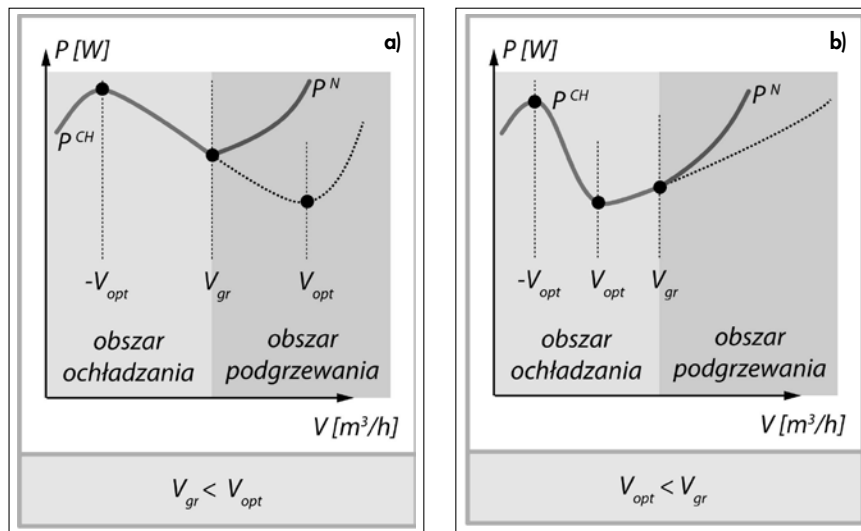 a)
P [W]
P^N
P^CH
-V_opt
V_gr
V_opt
obszar
ochładzania
obszar
podgrzewania
V [m³/h]
V_gr < V_opt
b)
P [W]
P^CH
P^N
-V_opt
V_opt
V_gr
obszar
ochładzania
obszar
podgrzewania
V [m³/h]
V_opt < V_gr